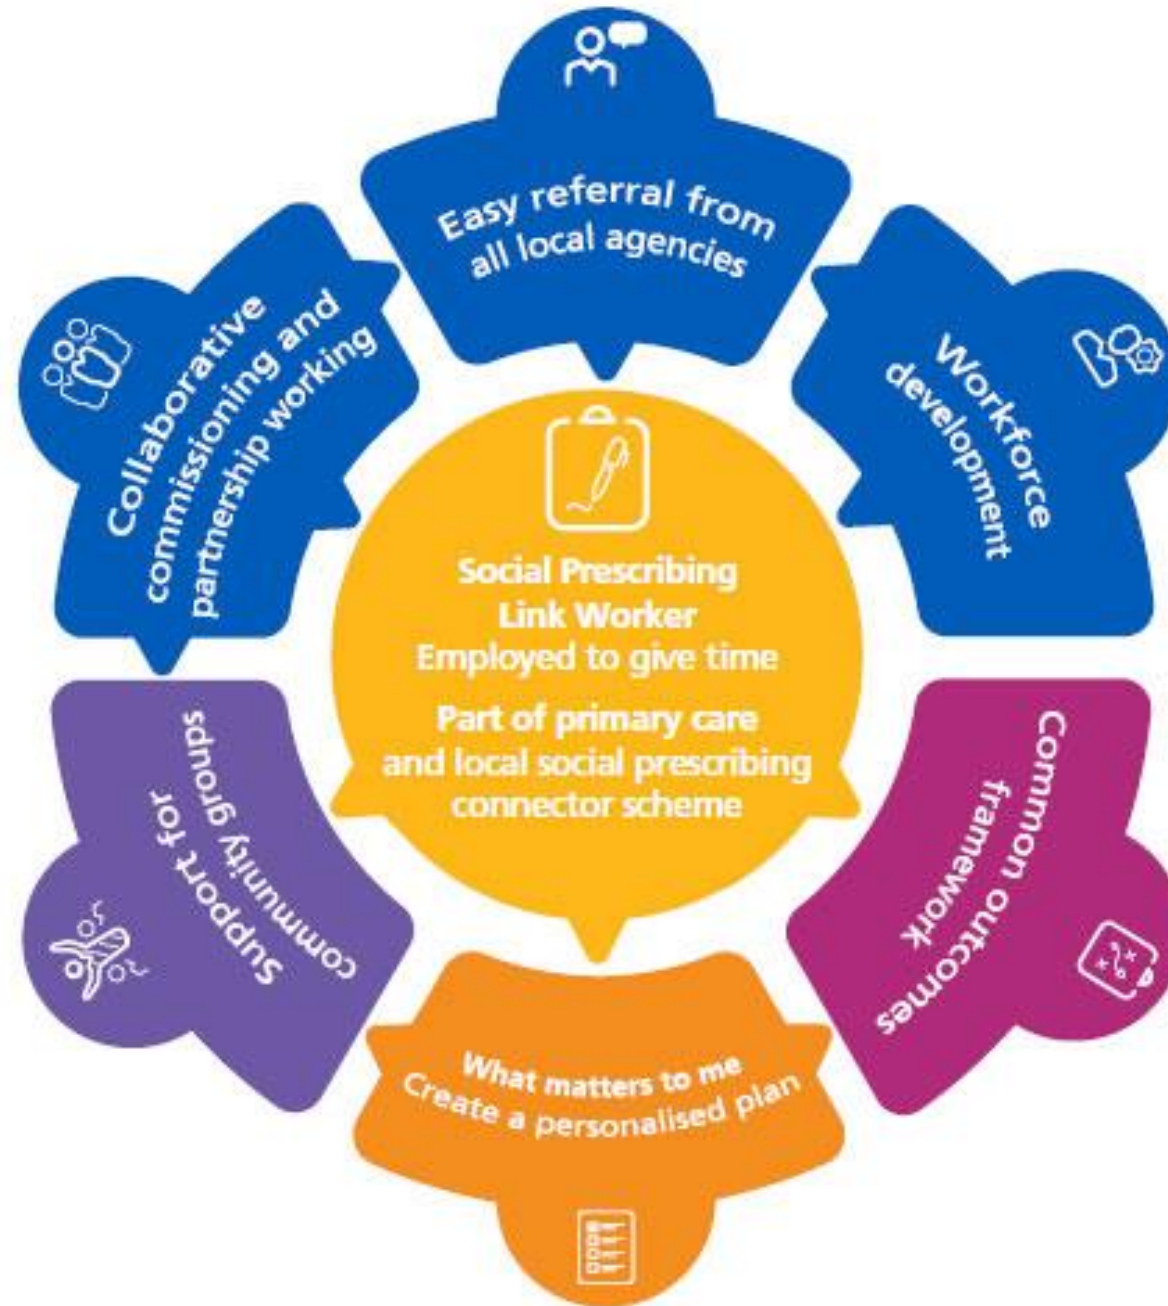 Easy referral from
all local agencies
Workforce
development
Common outcomes
framework
What matters to me
Create a personalised plan
Support for
community groups
Collaborative
commissioning and
partnership working
Social Prescribing
Link Worker
Employed to give time
Part of primary care
and local social prescribing
connector scheme